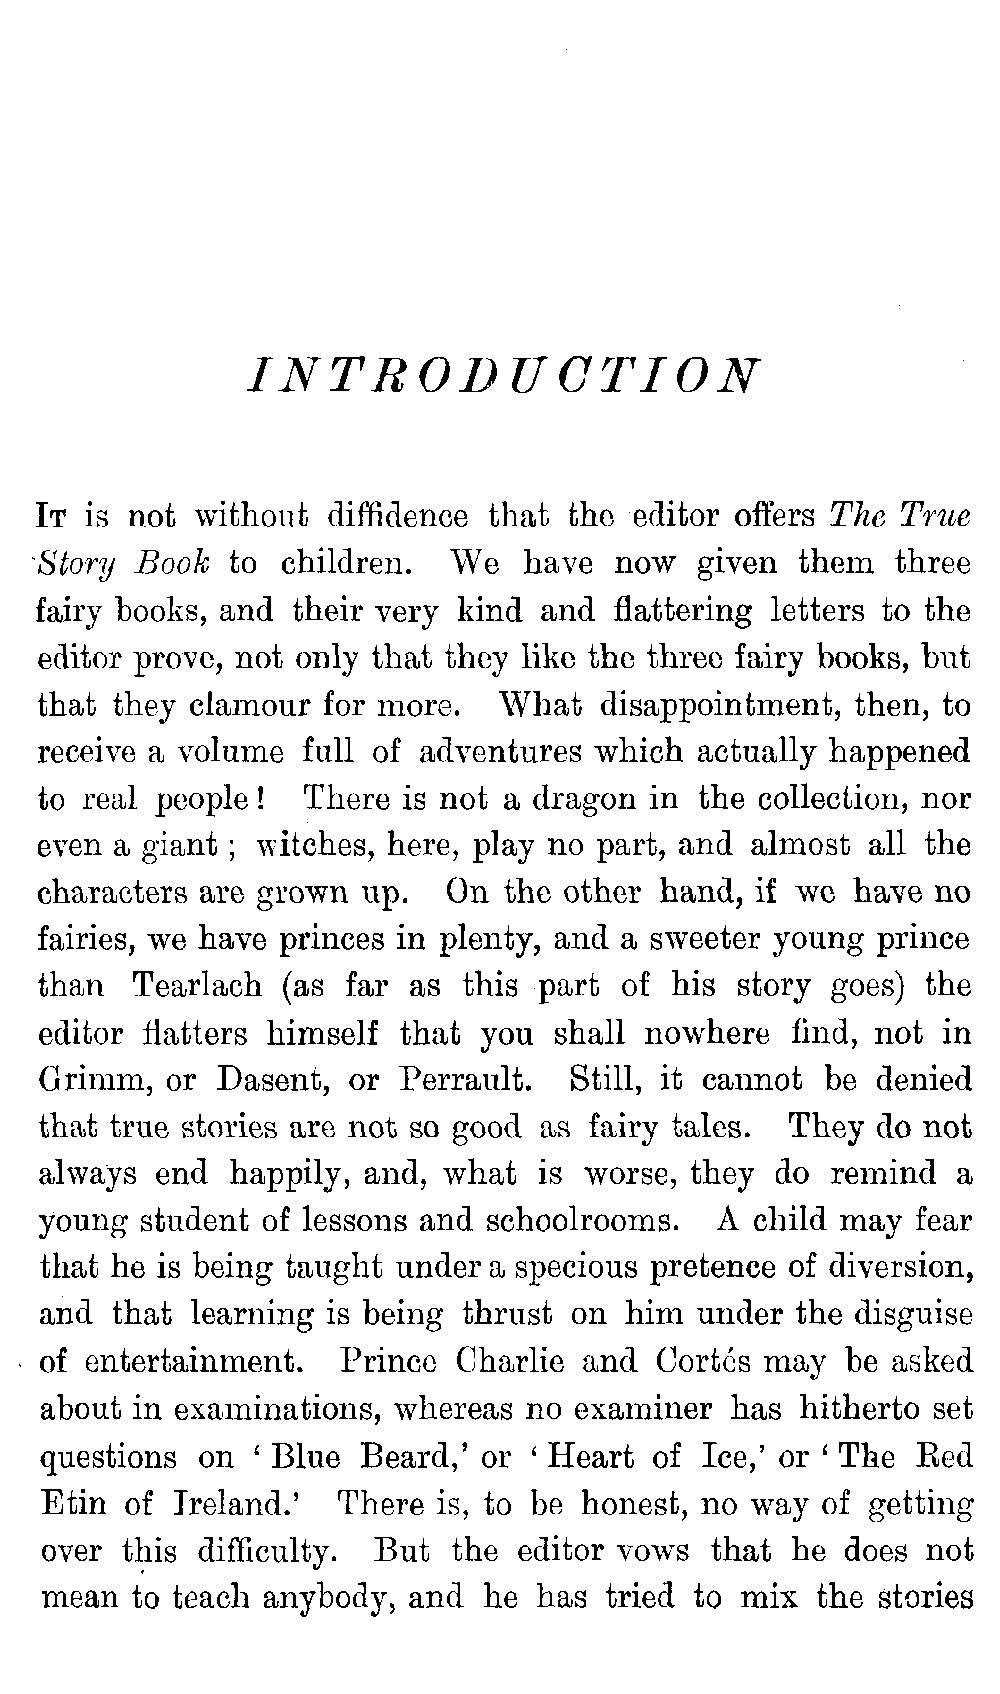 INTRODUCTION
IT is not without diffidence that the editor offers The True
Story Book to children. We have now given them three
fairy books, and their very kind and flattering letters to the
editor prove, not only that they like the three fairy books, but
that they clamour for more. What disappointment, then, to
receive a volume full of adventures which actually happened
to real people! There is not a dragon in the collection, nor
even a giant; witches, here, play no part, and almost all the
characters are grown up. On the other hand, if we have no
fairies, we have princes in plenty, and a sweeter young prince
than Tearlach (as far as this part of his story goes) the
editor flatters himself that you shall nowhere find, not in
Grimm, or Dasent, or Perrault. Still, it cannot be denied
that true stories are not so good as fairy tales. They do not
always end happily, and, what is worse, they do remind a
young student of lessons and schoolrooms. A child may fear
that he is being taught under a specious pretence of diversion,
and that learning is being thrust on him under the disguise
of entertainment. Prince Charlie and Cortés may be asked
about in examinations, whereas no examiner has hitherto set
questions on ‘Blue Beard,’ or ‘Heart of Ice,’ or ‘The Red
Etin of Ireland.’ There is, to be honest, no way of getting
over this difficulty. But the editor vows that he does not
mean to teach anybody, and he has tried to mix the stories